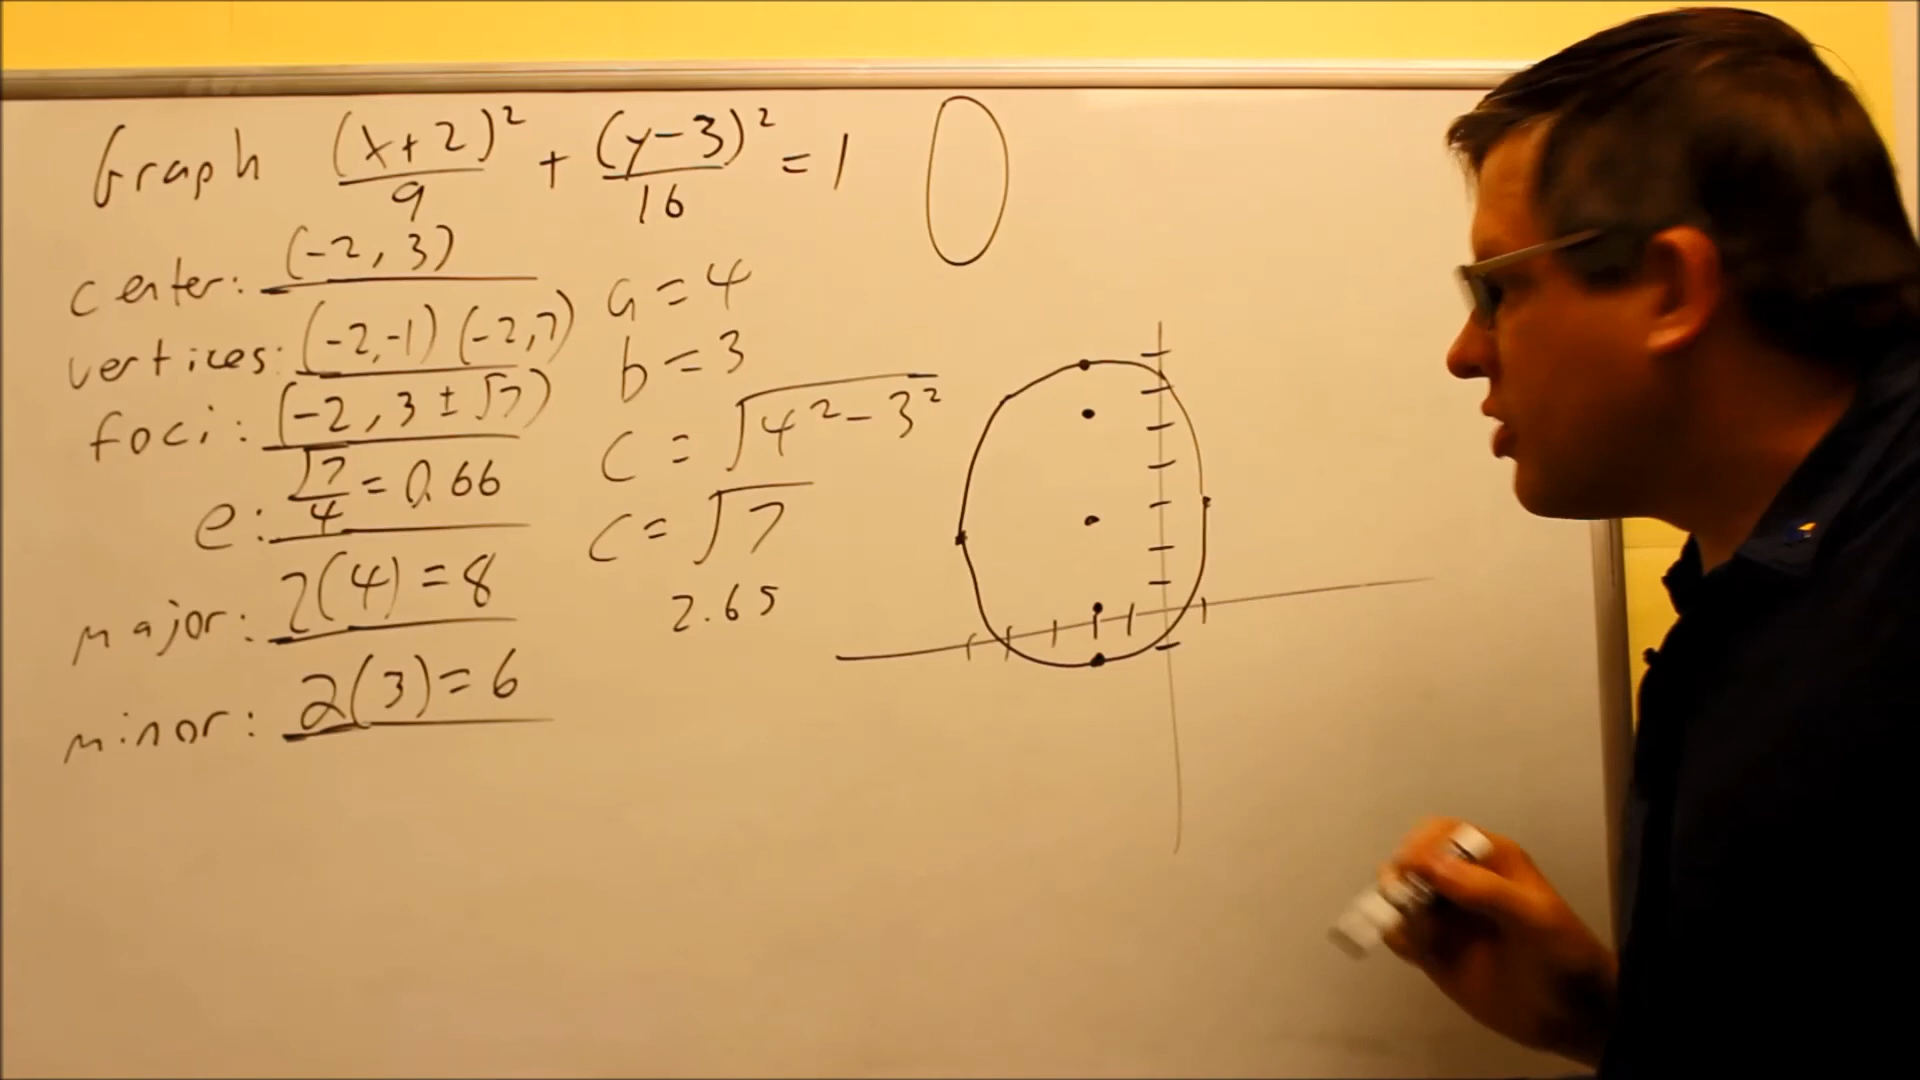 Graph (x+2)²/9 + (y-3)²/16 = 1
center: (-2, 3)
vertices: (-2,-1) (-2,7)
foci: (-2, 3 ± √7)
e: √7/4 = 0.66
major: 2(4) = 8
minor: 2(3) = 6
a = 4
b = 3
c = √4² - 3²
c = √7
2.65